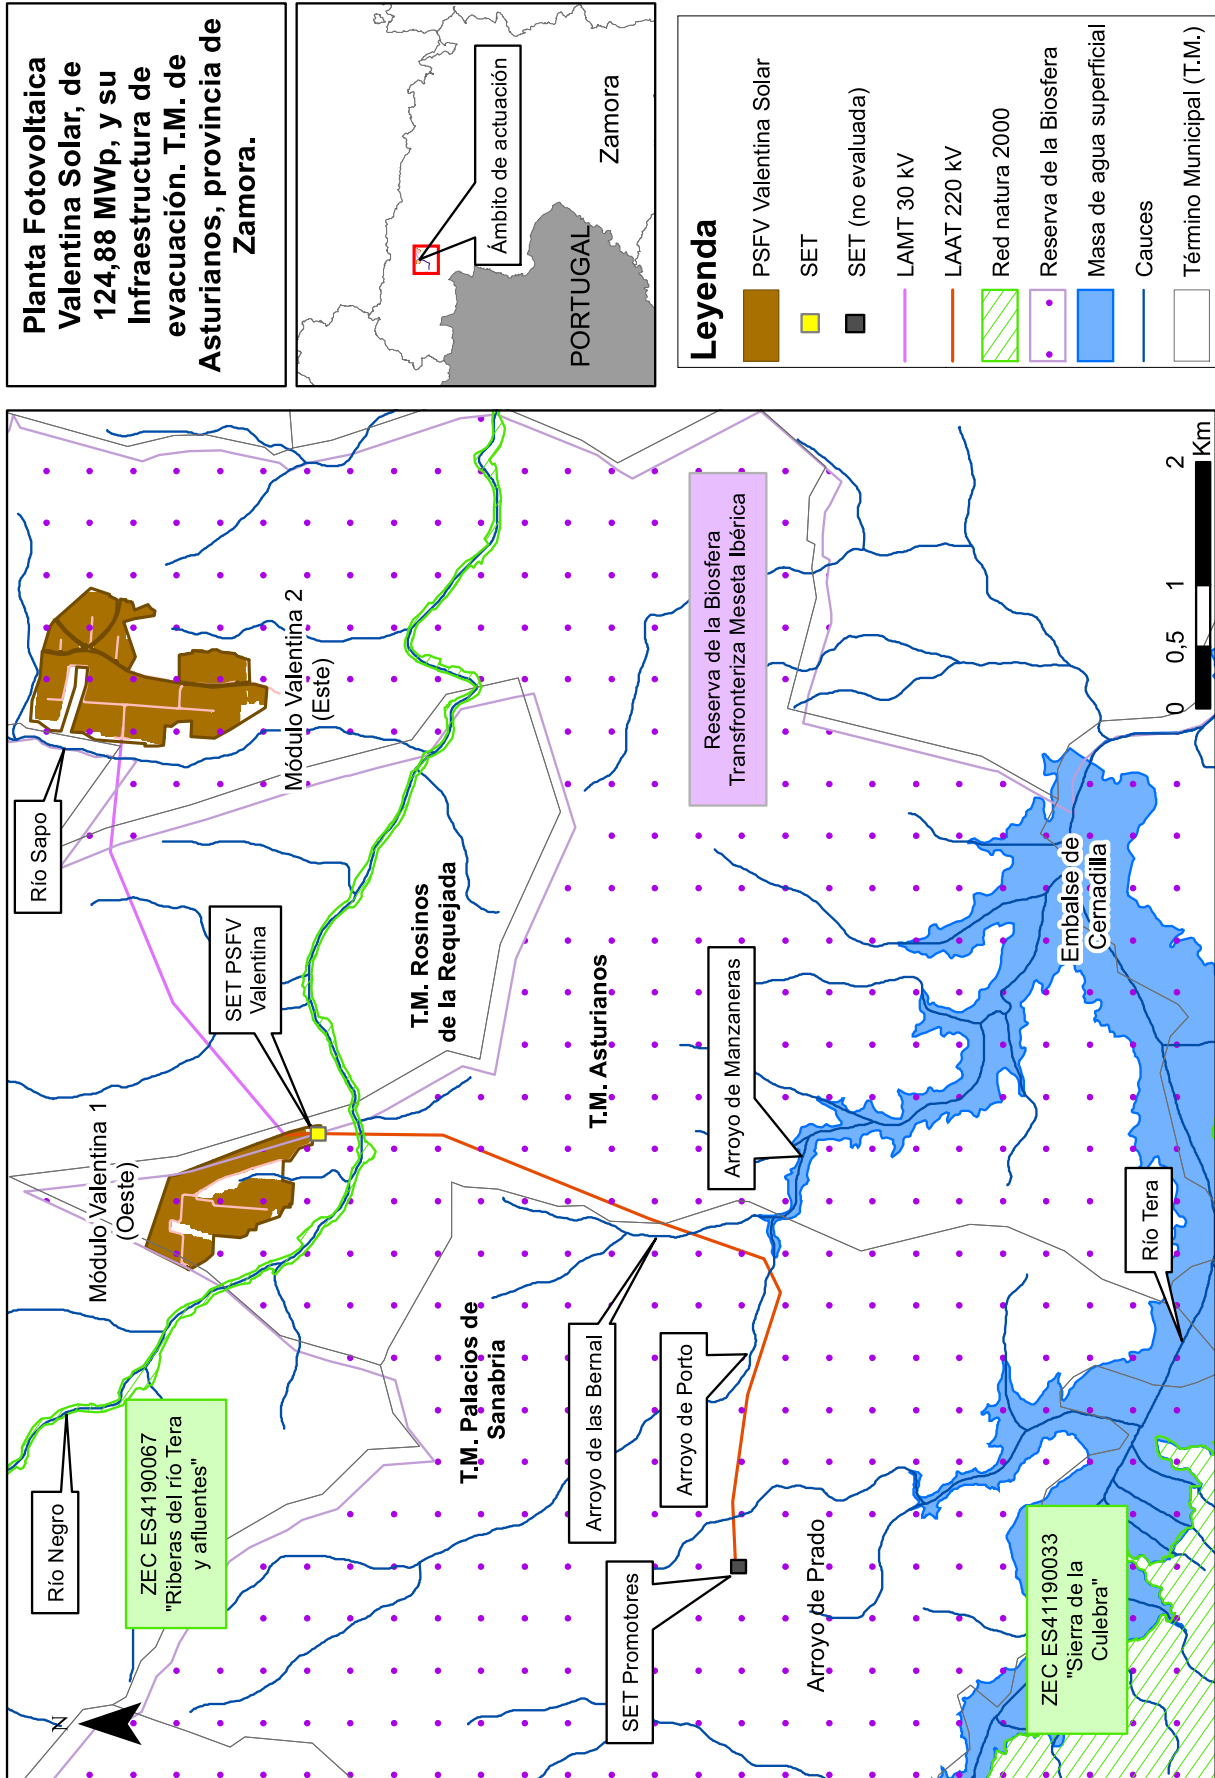 Planta Fotovoltaica
Valentina Solar, de
124,88 MWp, y su
Infraestructura de
evacuación. T.M. de
Asturianos, provincia de
Zamora.
Ámbito de actuación
Zamora
PORTUGAL
Leyenda
PSFV Valentina Solar
SET
SET (no evaluada)
LAMT 30 kV
LAAT 220 kV
Red natura 2000
Reserva de la Biosfera
Masa de agua superficial
Cauces
Término Municipal (T.M.)
N
Río Negro
ZEC ES4190067
"Riberas del río Tera
y afluentes"
Módulo Valentina 1
(Oeste)
SET PSFV
Valentina
Río Sapo
Módulo Valentina 2
(Este)
T.M. Rosinos
de la Requejada
T.M. Palacios de
Sanabria
T.M. Asturianos
Arroyo de las Bernal
Arroyo de Porto
Arroyo de Manzaneras
Reserva de la Biosfera
Transfronteriza Meseta Ibérica
SET Promotores
Arroyo de Prado
ZEC ES41190033
"Sierra de la
Culebra"
Río Tera
Embalse de
Cernadilla
0 0,5 1 2
Km